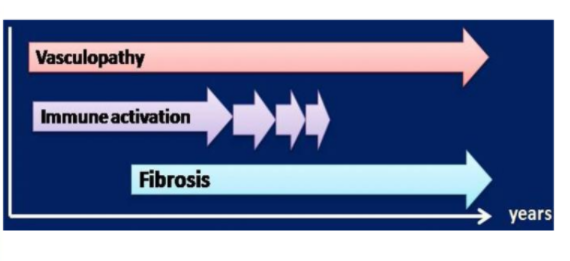 Vasculopathy
Immune activation
Fibrosis
years